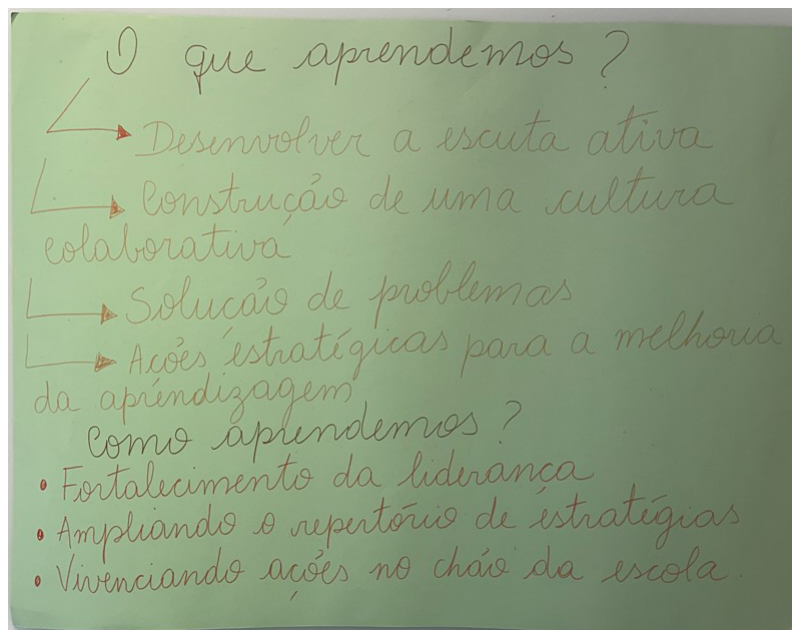 O que aprendemos?
Desenvolver a escuta ativa
Construção de uma cultura
colaborativa
Solução de problemas
Ações estratégicas para a melhoria
da aprendizagem
Como aprendemos?
• Fortalecimento da liderança
• Ampliando o repertório de estratégias
• Vivenciando ações no chão da escola.